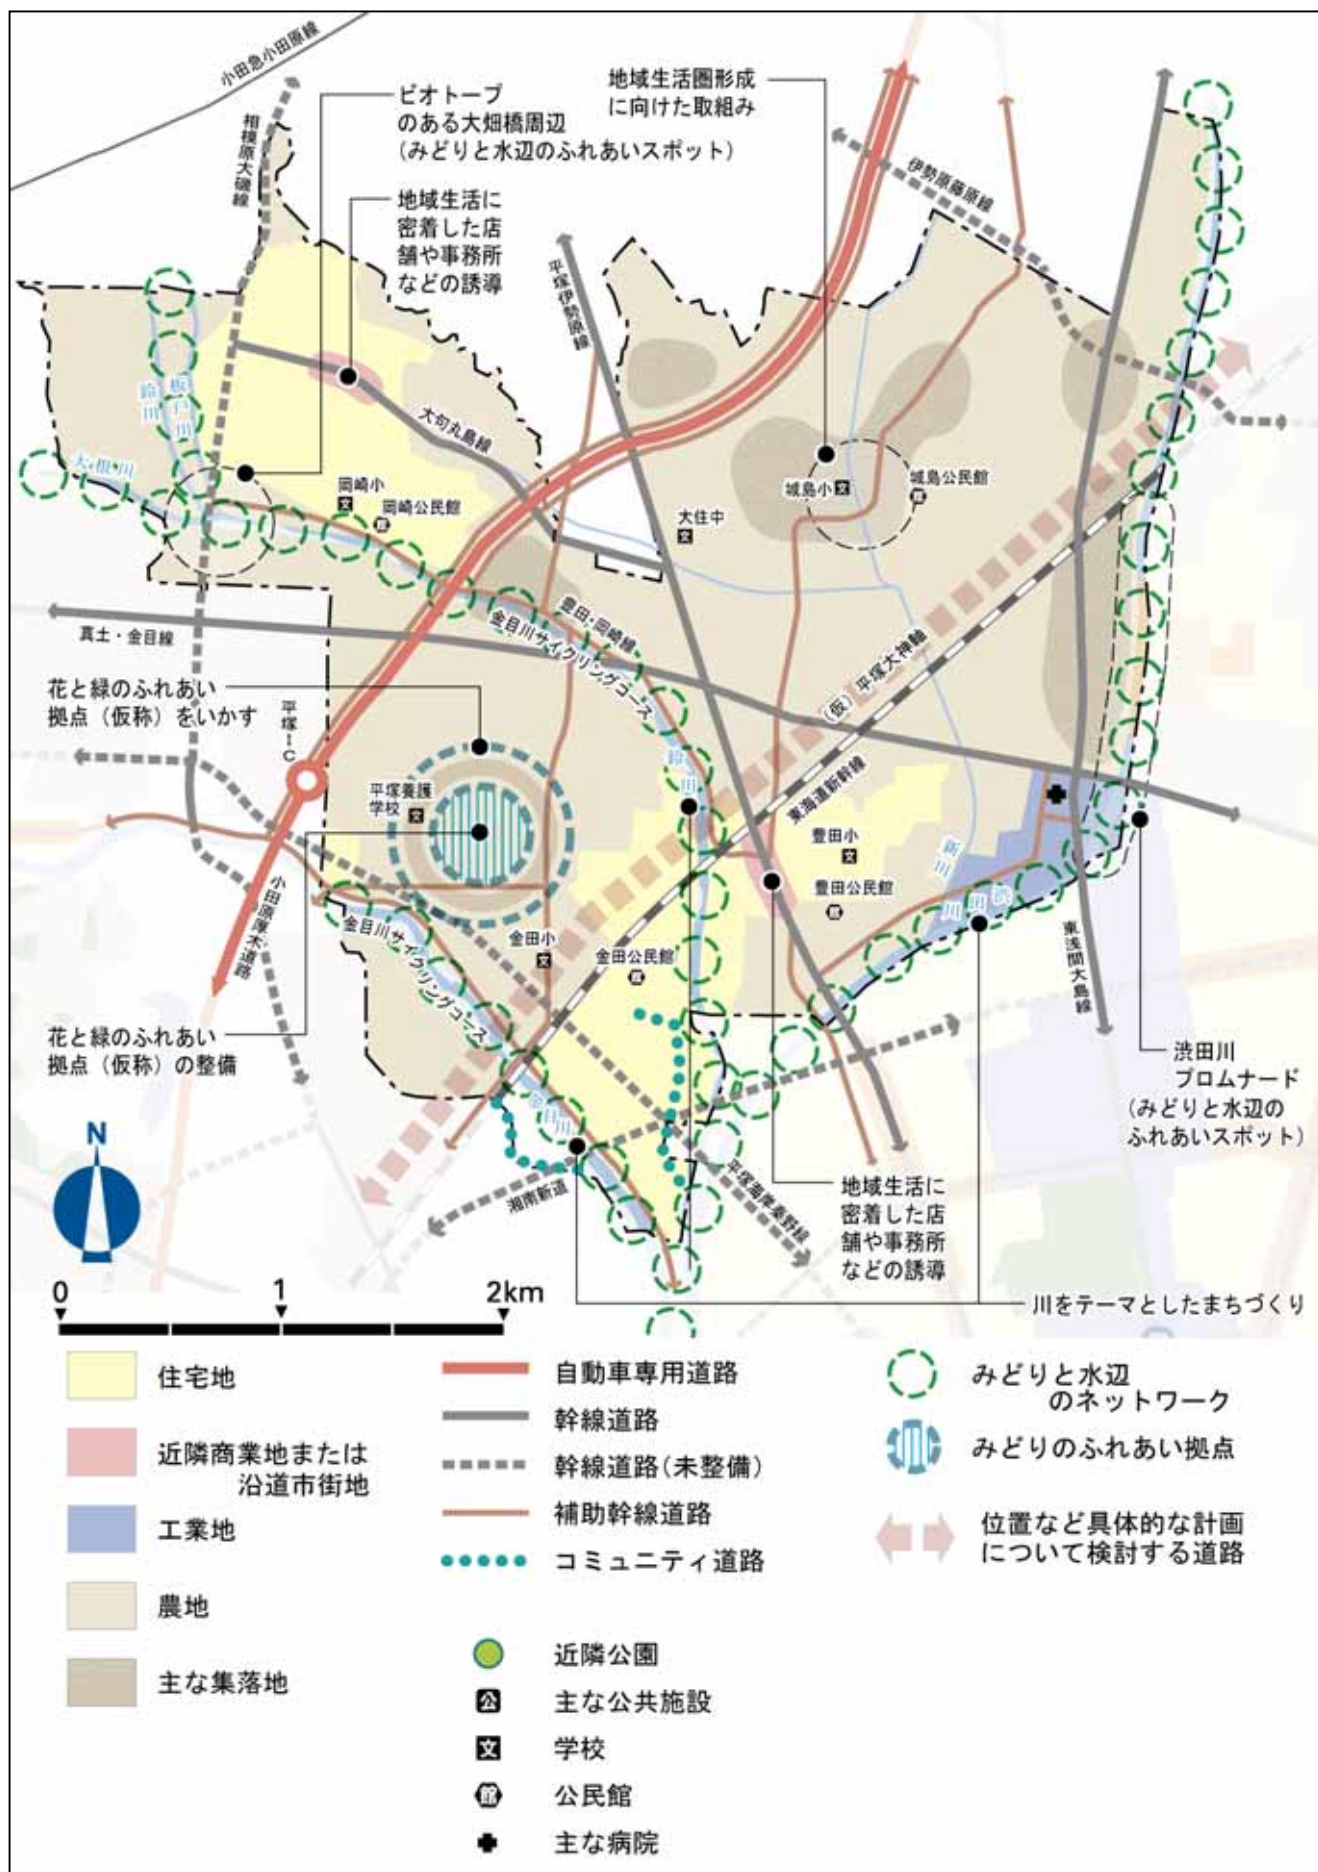 小田急小田原線
相模原大磯線
ビオトープ
のある大畑橋周辺
(みどりと水辺のふれあいスポット)
地域生活圏形成
に向けた取組み
伊勢原藤原線
地域生活に
密着した店
舗や事務所
などの誘導
平塚伊勢原線
鈴川
板戸川
大根川
大句丸島線
岡崎小
文
岡崎公民館
館
城島小
文
城島公民館
館
大住中
文
真土・金目線
豊田・岡崎線
金目川サイクリングコース
(仮)平塚大神軸
東海道新幹線
花と緑のふれあい
拠点(仮称)をいかす
平塚IC
平塚養護
学校
文
鈴川
豊田小
文
豊田公民館
館
新川
渋田川
小田原厚木道路
金目川サイクリングコース
金田小
文
金田公民館
館
東浅間大島線
花と緑のふれあい
拠点(仮称)の整備
渋田川
プロムナード
(みどりと水辺の
ふれあいスポット)
金目川
湘南新道
平塚海岸秦野線
地域生活に
密着した店
舗や事務所
などの誘導
川をテーマとしたまちづくり
N
0 1 2km
住宅地
近隣商業地または
沿道市街地
工業地
農地
主な集落地
自動車専用道路
幹線道路
幹線道路(未整備)
補助幹線道路
コミュニティ道路
近隣公園
公 主な公共施設
文 学校
館 公民館
主な病院
みどりと水辺
のネットワーク
みどりのふれあい拠点
位置など具体的な計画
について検討する道路